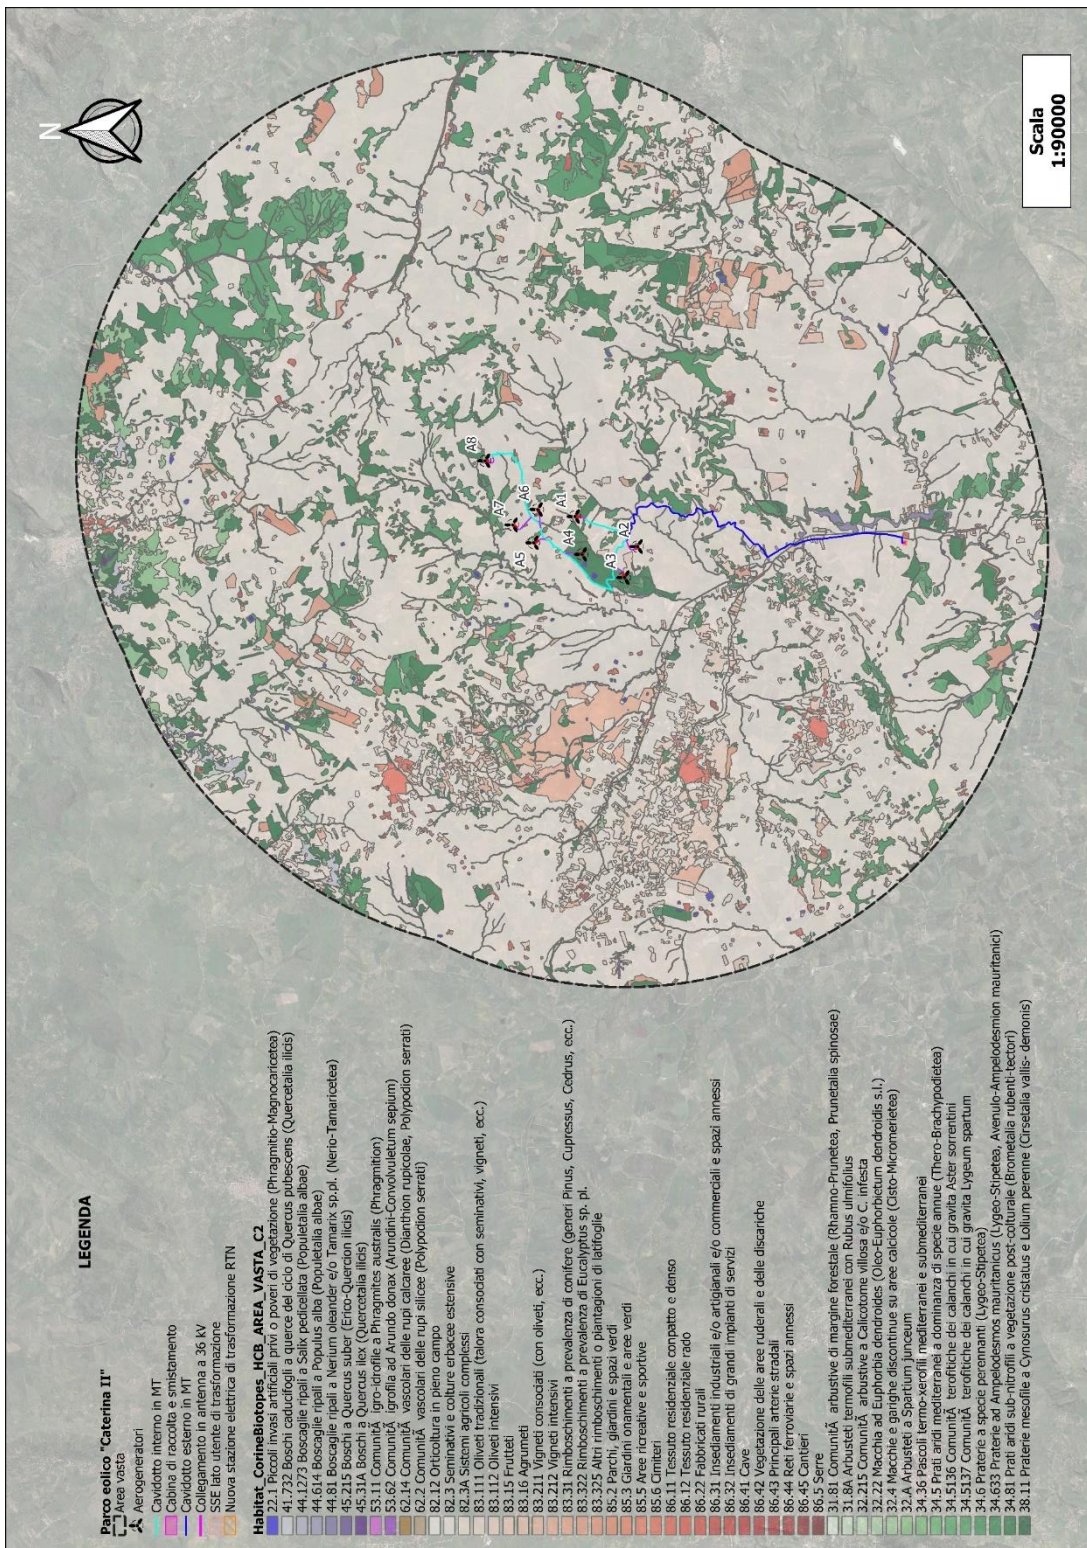 LEGENDA
Parco eolico "Caterina II"
Area vasta
Aerogeneratori
Cavidotto interno in MT
Cabina di raccolta e smistamento
Cavidotto esterno in MT
Collegamento in antenna a 36 kV
SSE lato utente di trasformazione
Nuova stazione elettrica di trasformazione RTN
Habitat_CorineBiotopes_HCB_AREA_VASTA_C2
22.1 Piccoli invasi artificiali privi o poveri di vegetazione (Phragmitio-Magnocaricetea)
41.732 Boschi caducifogli a querce del ciclo di Quercus pubescens (Quercetalia ilicis)
44.1273 Boscaglie ripali a Salix pedicellata (Populetalia albae)
44.614 Boscaglie ripali a Populus alba (Populetalia albae)
44.81 Boscaglie ripali a Nerium oleander e/o Tamarix sp.pl. (Nerio-Tamaricetea)
45.215 Boschi a Quercus suber (Erico-Quercion ilicis)
45.31A Boschi a Quercus ilex (Quercetalia ilicis)
53.11 ComunitÃ igro-idrofile a Phragmites australis (Phragmition)
53.62 ComunitÃ igrofila ad Arundo donax (Arundini-Convolvuletum sepium)
62.14 ComunitÃ vascolari delle rupi calcaree (Dianthion rupicolae, Polypodion serrati)
62.2 ComunitÃ vascolari delle rupi silicee (Polypodion serrati)
82.12 Orticoltura in pieno campo
82.3 Seminativi e colture erbacee estensive
82.3A Sistemi agricoli complessi
83.111 Oliveti tradizionali (talora consociati con seminativi, vigneti, ecc.)
83.112 Oliveti intensivi
83.15 Frutteti
83.16 Agrumeti
83.211 Vigneti consociati (con oliveti, ecc.)
83.212 Vigneti intensivi
83.31 Rimboschimenti a prevalenza di conifere (generi Pinus, Cupressus, Cedrus, ecc.)
83.322 Rimboschimenti a prevalenza di Eucalyptus sp. pl.
83.325 Altri rimboschimenti o piantagioni di latifoglie
85.2 Parchi, giardini e spazi verdi
85.3 Giardini ornamentali e aree verdi
85.5 Aree ricreative e sportive
85.6 Cimiteri
86.11 Tessuto residenziale conpatto e denso
86.12 Tessuto residenziale rado
86.22 Fabbricati rurali
86.31 Insediamenti industriali e/o artigianali e/o commerciali e spazi annessi
86.32 Insediamenti di grandi impianti di servizi
86.41 Cave
86.42 Vegetazione delle aree ruderali e delle discariche
86.43 Principali arterie stradali
86.44 Reti ferroviarie e spazi annessi
86.45 Cantieri
86.5 Serre
31.81 ComunitÃ arbustive di margine forestale (Rhamno-Prunetea, Prunetalia spinosae)
31.8A Arbusteti termofili submediterranei con Rubus ulmifolius
32.215 ComunitÃ arbustive a Calicotome villosa e/o C. infesta
32.22 Macchia ad Euphorbia dendroides (Oleo-Euphorbietum dendroidis s.l.)
32.4 Macchie e garighe discontinue su aree calcicole (Cisto-Micromerietea)
32.A Arbusteti a Spartium junceum
34.36 Pascoli termo-xerofili mediterranei e submediterranei
34.5 Prati aridi mediterranei a dominanza di specie annue (Thero-Brachypodietea)
34.5136 ComunitÃ terofitiche dei calanchi in cui gravita Aster sorrentini
34.5137 ComunitÃ terofitiche dei calanchi in cui gravita Lygeum spartum
34.6 Praterie a specie perennanti (Lygeo-Stipetea)
34.633 Praterie ad Ampelodesmos mauritanicus (Lygeo-Stipetea, Avenulo-Ampelodesmion mauritanici)
34.81 Prati aridi sub-nitrofili a vegetazione post-colturale (Brometalia rubenti-tectori)
38.11 Praterie mesofile a Cynosurus cristatus e Lolium perenne (Cirsetalia vallis- demonis)
N
A8
A7
A6
A5
A1
A4
A2
A3
Scala
1:90000